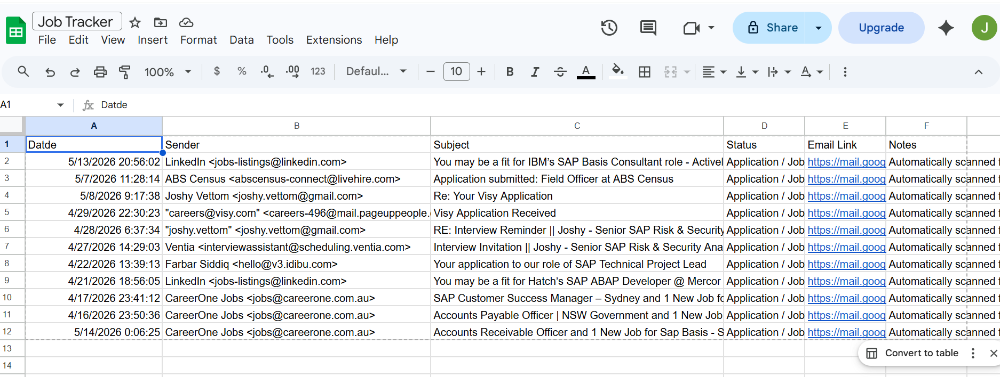 Job Tracker
File Edit View Insert Format Data Tools Extensions Help
Share
Upgrade
J
100% $ % .0 .00 123 Defaul... − 10 + B I S A A
A1 fx Datde
A B C D E F
1 Datde Sender Subject Status Email Link Notes
2 5/13/2026 20:56:02 LinkedIn <jobs-listings@linkedin.com> You may be a fit for IBM’s SAP Basis Consultant role - Activel Application / Job https://mail.goog Automatically scanned f
3 5/7/2026 11:28:14 ABS Census <abscensus-connect@livehire.com> Application submitted: Field Officer at ABS Census Application / Job https://mail.goog Automatically scanned f
4 5/8/2026 9:17:38 Joshy Vettom <joshy.vettom@gmail.com> Re: Your Visy Application Application / Job https://mail.goog Automatically scanned f
5 4/29/2026 22:30:23 "careers@visy.com" <careers-496@mail.pageuppeople. Visy Application Received Application / Job https://mail.goog Automatically scanned f
6 4/28/2026 6:37:34 "joshy.vettom" <joshy.vettom@gmail.com> RE: Interview Reminder || Joshy - Senior SAP Risk & Security Application / Job https://mail.goog Automatically scanned f
7 4/27/2026 14:29:03 Ventia <interviewassistant@scheduling.ventia.com> Interview Invitation || Joshy - Senior SAP Risk & Security Ana Application / Job https://mail.goog Automatically scanned f
8 4/22/2026 13:39:13 Farbar Siddiq <hello@v3.idibu.com> Your application to our role of SAP Technical Project Lead Application / Job https://mail.goog Automatically scanned f
9 4/21/2026 18:56:05 LinkedIn <jobs-listings@linkedin.com> You may be a fit for Hatch’s SAP ABAP Developer @ Mercor Application / Job https://mail.goog Automatically scanned f
10 4/17/2026 23:41:12 CareerOne Jobs <jobs@careerone.com.au> SAP Customer Success Manager – Sydney and 1 New Job fo Application / Job https://mail.goog Automatically scanned f
11 4/16/2026 23:50:36 CareerOne Jobs <jobs@careerone.com.au> Accounts Payable Officer | NSW Government and 1 New Job Application / Job https://mail.goog Automatically scanned f
12 5/14/2026 0:06:25 CareerOne Jobs <jobs@careerone.com.au> Accounts Receivable Officer and 1 New Job for Sap Basis - S Application / Job https://mail.goog Automatically scanned f
13
Convert to table
14